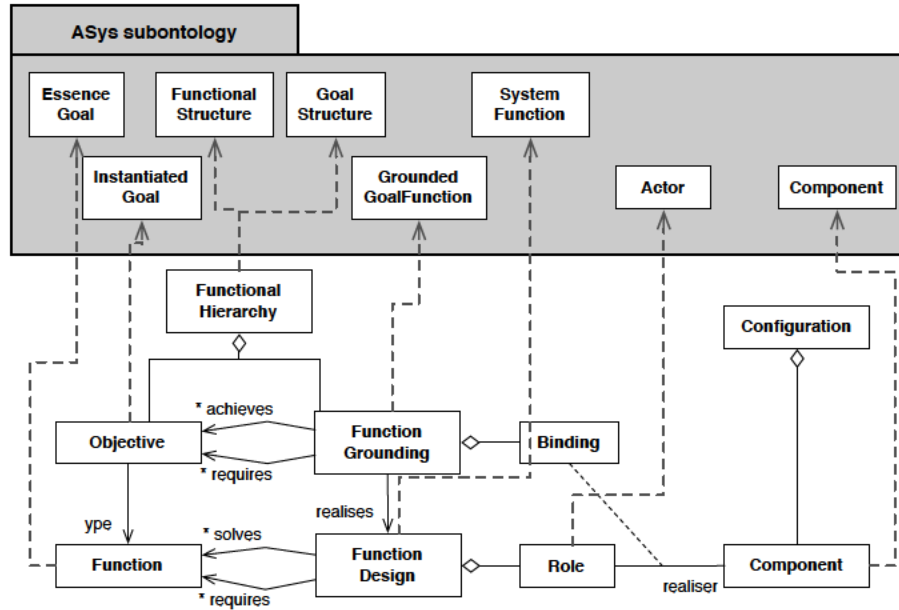 ASys subontology
Essence
Goal
Functional
Structure
Goal
Structure
System
Function
Instantiated
Goal
Grounded
GoalFunction
Actor
Component
Functional
Hierarchy
Configuration
* achieves
Objective
Function
Grounding
Binding
* requires
ype
realises
* solves
Function
Function
Design
Role
realiser
Component
* requires